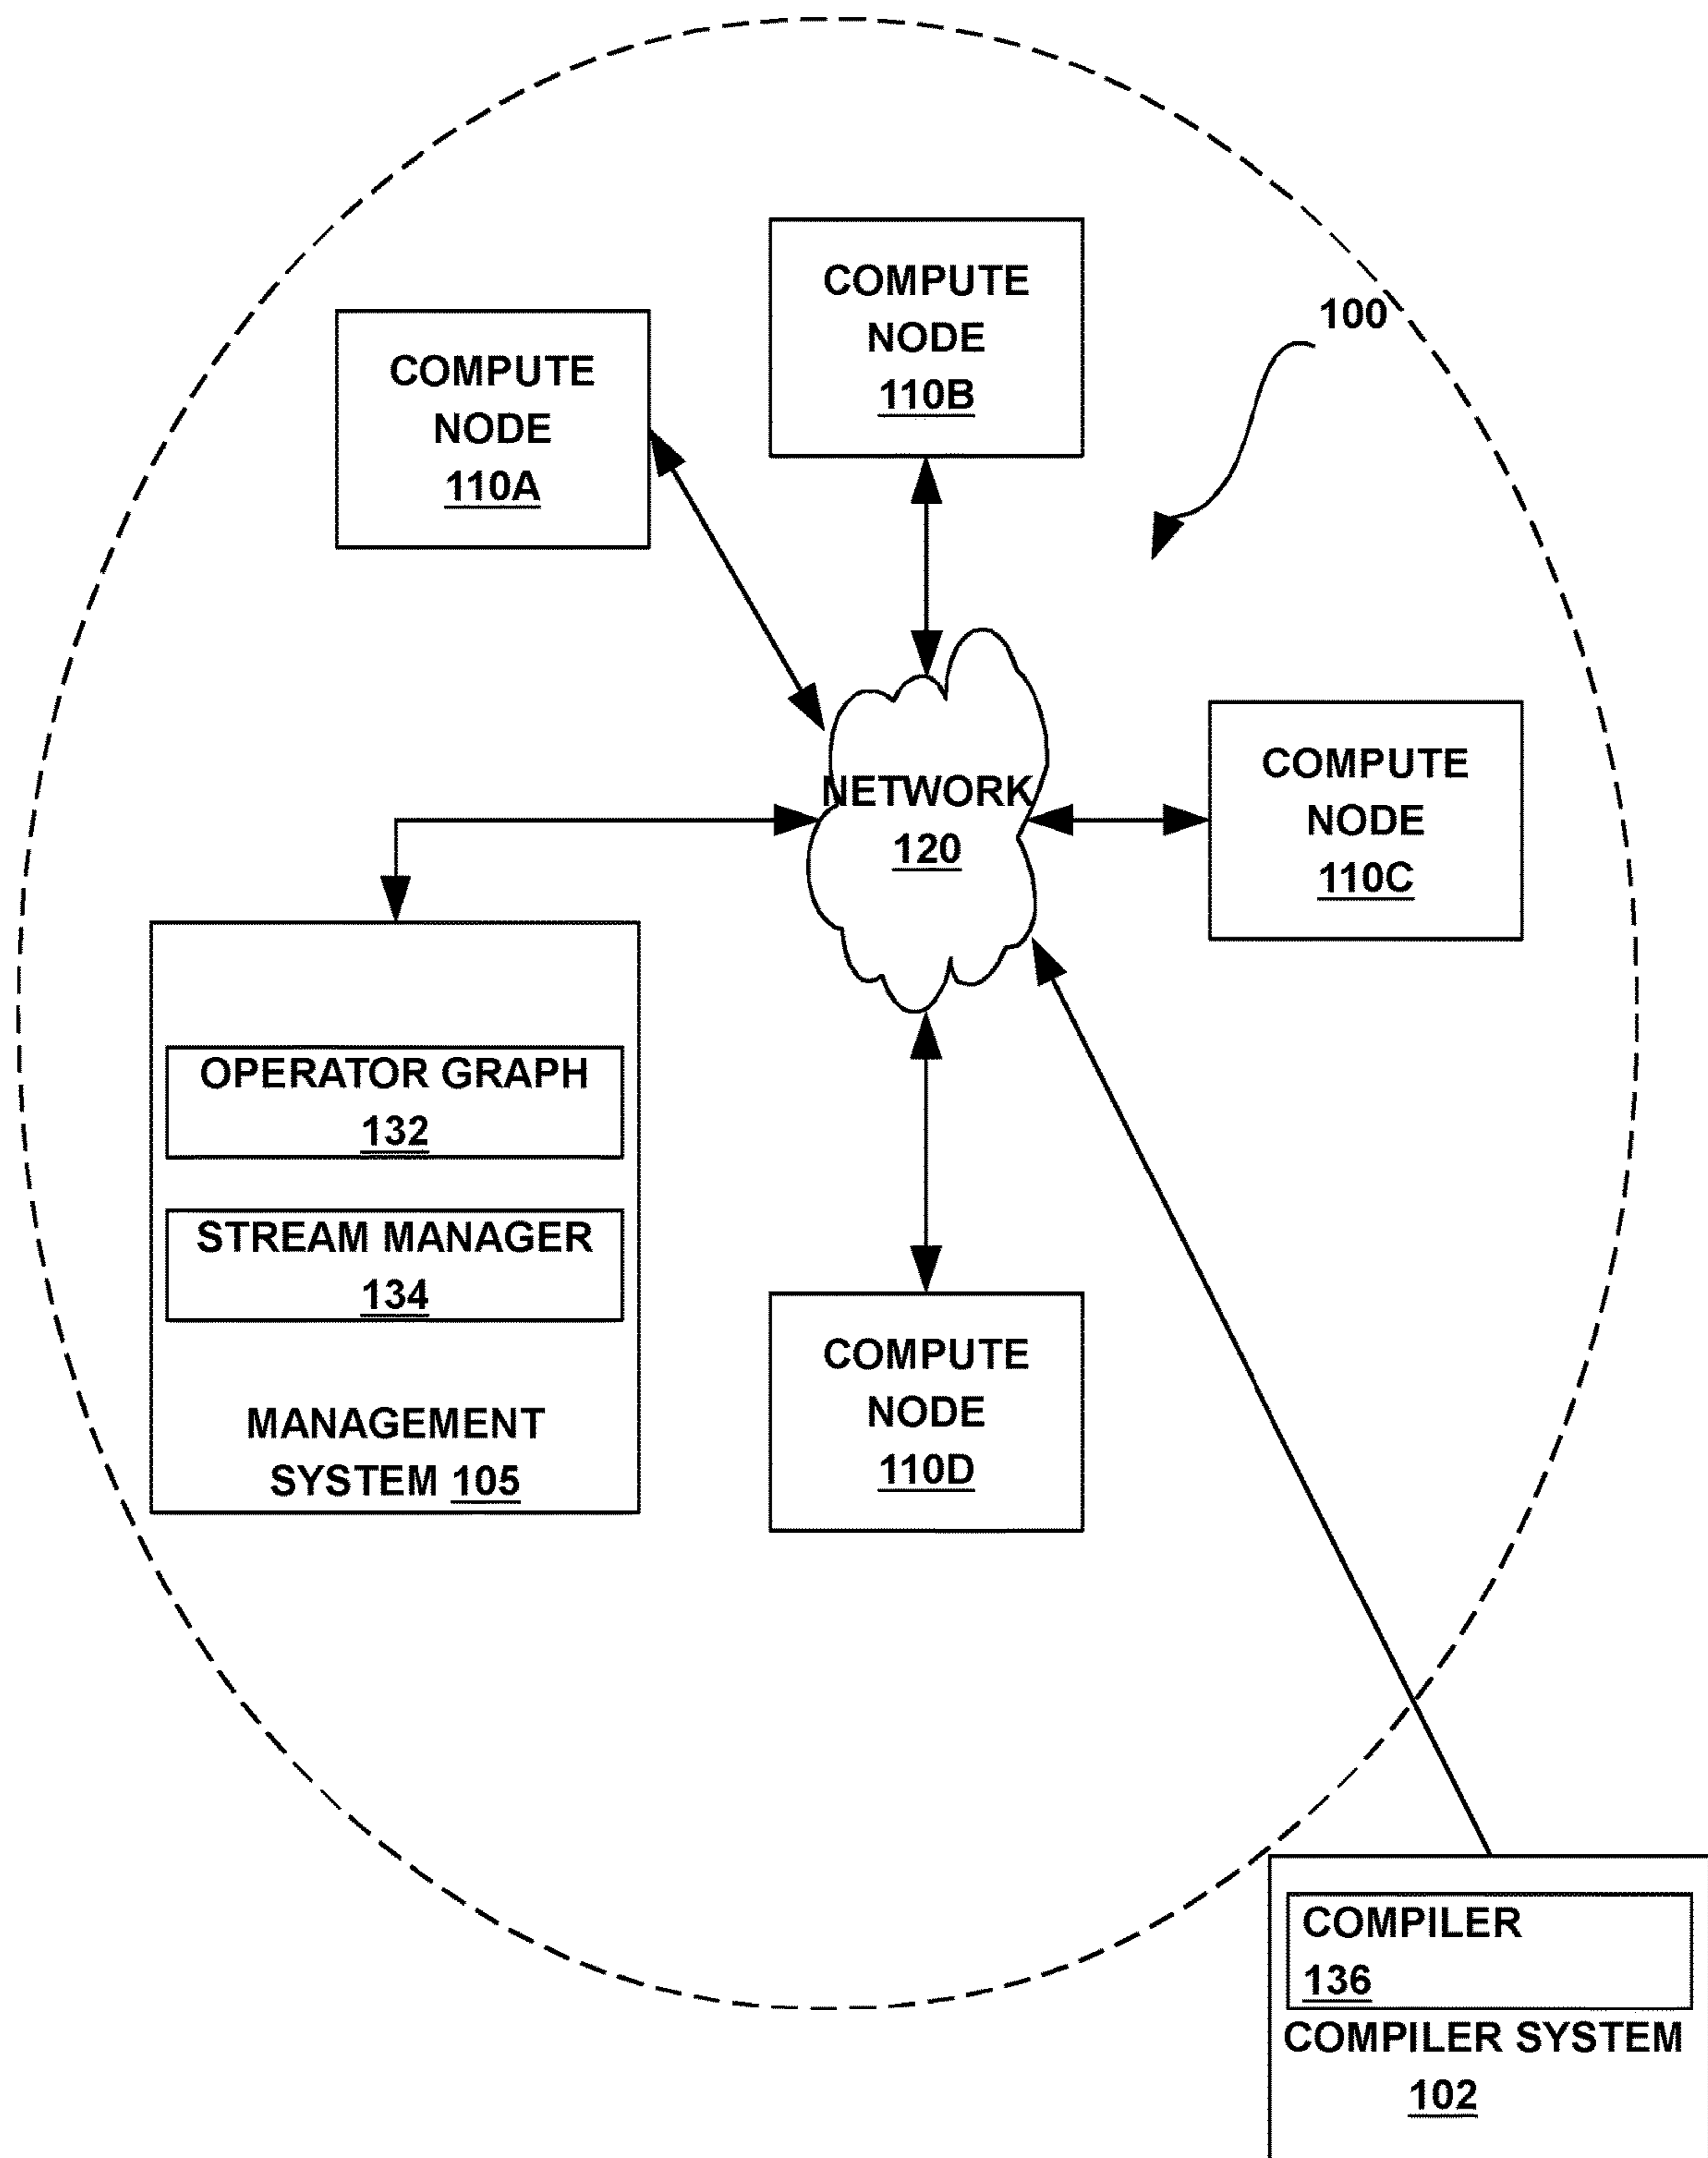 COMPUTE
NODE
110B
100
COMPUTE
NODE
110A
NETWORK
120
COMPUTE
NODE
110C
OPERATOR GRAPH
132
STREAM MANAGER
134
MANAGEMENT
SYSTEM 105
COMPUTE
NODE
110D
COMPILER
136
COMPILER SYSTEM
102